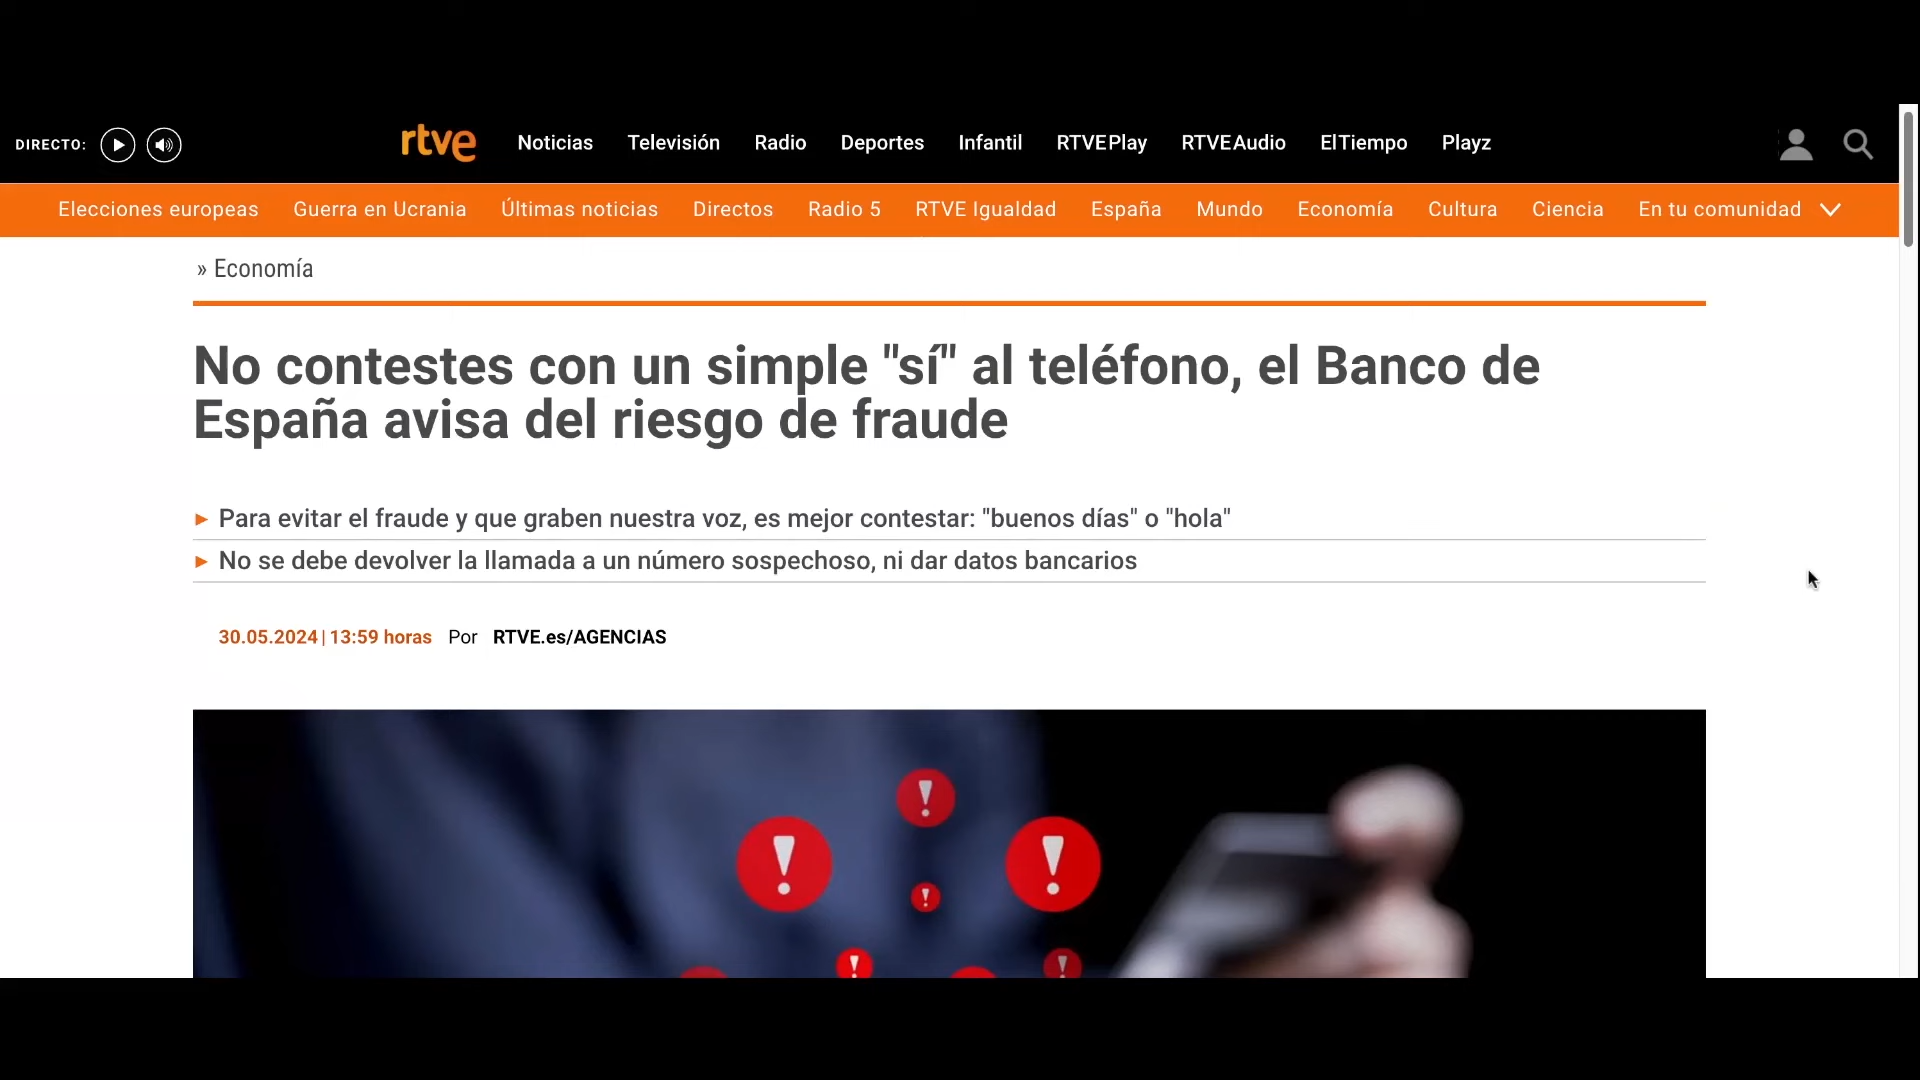 DIRECTO:
rtve Noticias Televisión Radio Deportes Infantil RTVEPlay RTVEAudio ElTiempo Playz
Elecciones europeas Guerra en Ucrania Últimas noticias Directos Radio 5 RTVE Igualdad España Mundo Economía Cultura Ciencia En tu comunidad
» Economía
No contestes con un simple "sí" al teléfono, el Banco de
España avisa del riesgo de fraude
Para evitar el fraude y que graben nuestra voz, es mejor contestar: "buenos días" o "hola"
No se debe devolver la llamada a un número sospechoso, ni dar datos bancarios
30.05.2024 | 13:59 horas Por RTVE.es/AGENCIAS